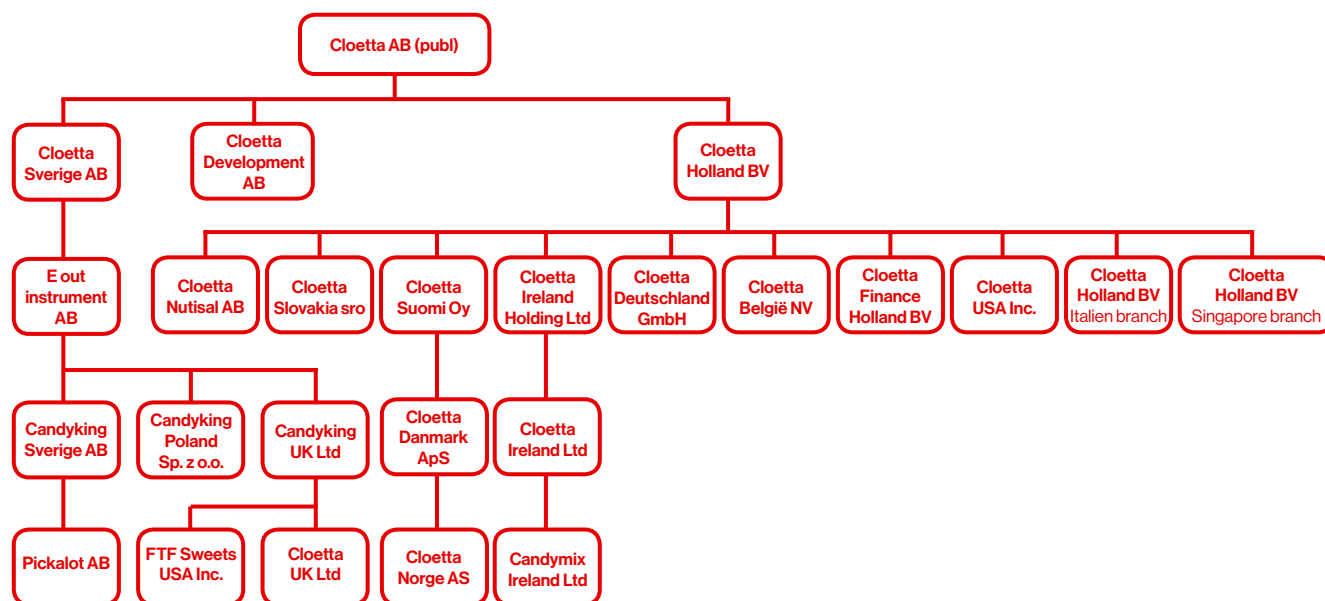 Cloetta AB (publ)
Cloetta
Sverige AB
Cloetta
Development
AB
Cloetta
Holland BV
E out
instrument
AB
Cloetta
Nutisal AB
Cloetta
Slovakia sro
Cloetta
Suomi Oy
Cloetta
Ireland
Holding Ltd
Cloetta
Deutschland
GmbH
Cloetta
België NV
Cloetta
Finance
Holland BV
Cloetta
USA Inc.
Cloetta
Holland BV
Italien branch
Cloetta
Holland BV
Singapore branch
Candyking
Sverige AB
Candyking
Poland
Sp. z o.o.
Candyking
UK Ltd
Cloetta
Danmark
ApS
Cloetta
Ireland Ltd
Pickalot AB
FTF Sweets
USA Inc.
Cloetta
UK Ltd
Cloetta
Norge AS
Candymix
Ireland Ltd